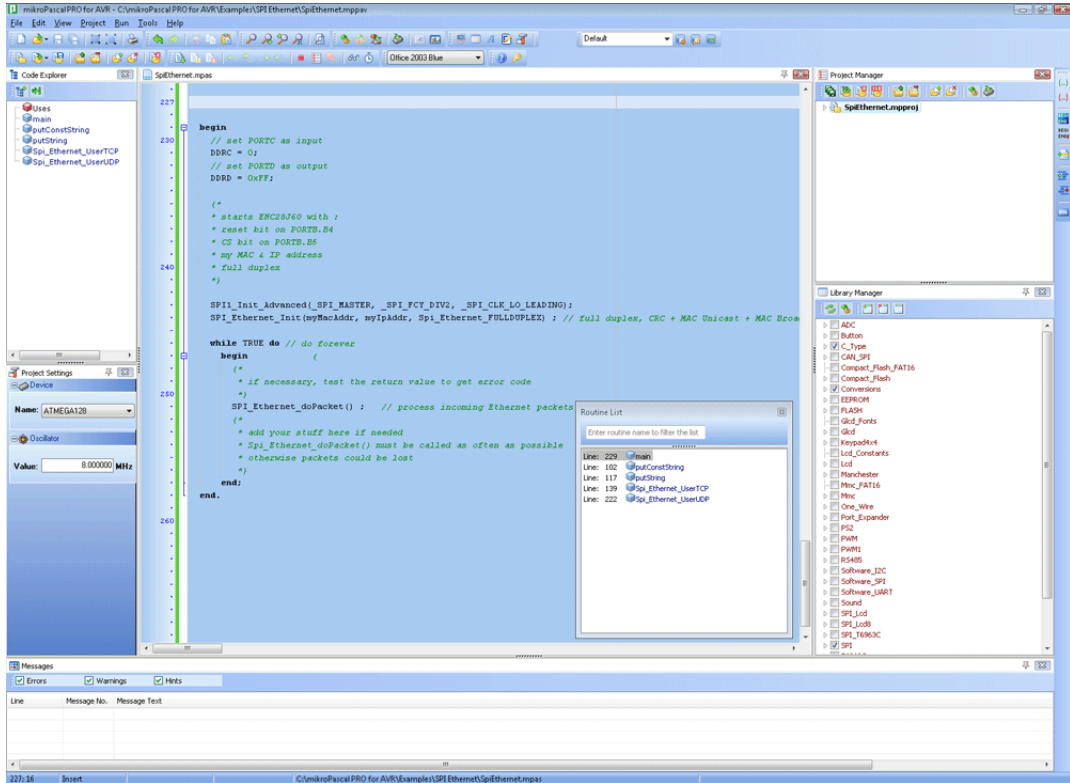 mikroPascal PRO for AVR - C:\mikroPascal PRO for AVR\Examples\SPI Ethernet\SpiEthernet.mppav
File Edit View Project Run Tools Help
Default
Office 2003 Blue
Code Explorer
Uses
main
putConstString
putString
Spi_Ethernet_UserTCP
Spi_Ethernet_UserUDP
Project Settings
Device
Name: ATMEGA128
Oscillator
Value: 8.000000 MHz
SpiEthernet.mpas
227
begin
230 // set PORTC as input
DDRC = 0;
// set PORTD as output
DDRD = 0xFF;
(*
* starts ENC28J60 with :
* reset bit on PORTB.B4
* CS bit on PORTB.B5
* my MAC & IP address
240 * full duplex
*)
SPI1_Init_Advanced(_SPI_MASTER, _SPI_FCY_DIV2, _SPI_CLK_LO_LEADING);
SPI_Ethernet_Init(myMacAddr, myIpAddr, Spi_Ethernet_FULLDUPLEX) ; // full duplex, CRC + MAC Unicast + MAC Broad
while TRUE do // do forever
begin {
(*
* if necessary, test the return value to get error code
250 *)
SPI_Ethernet_doPacket() ; // process incoming Ethernet packets
(*
* add your stuff here if needed
* Spi_Ethernet_doPacket() must be called as often as possible
* otherwise packets could be lost
*)
end;
end.
260
Routine List
Enter routine name to filter the list
Line: 229 main
Line: 102 putConstString
Line: 117 putString
Line: 139 Spi_Ethernet_UserTCP
Line: 222 Spi_Ethernet_UserUDP
Project Manager
SpiEthernet.mpproj
Library Manager
ADC
Button
C_Type
CAN_SPI
Compact_Flash_FAT16
Compact_Flash
Conversions
EEPROM
FLASH
Glcd_Fonts
Glcd
Keypad4x4
Lcd_Constants
Lcd
Manchester
Mmc_FAT16
Mmc
One_Wire
Port_Expander
PS2
PWM
PWM1
RS485
Software_I2C
Software_SPI
Software_UART
Sound
SPI_Lcd
SPI_Lcd8
SPI_T6963C
SPI
Messages
Errors Warnings Hints
Line Message No. Message Text
227: 16 Insert C:\mikroPascal PRO for AVR\Examples\SPI Ethernet\SpiEthernet.mpas